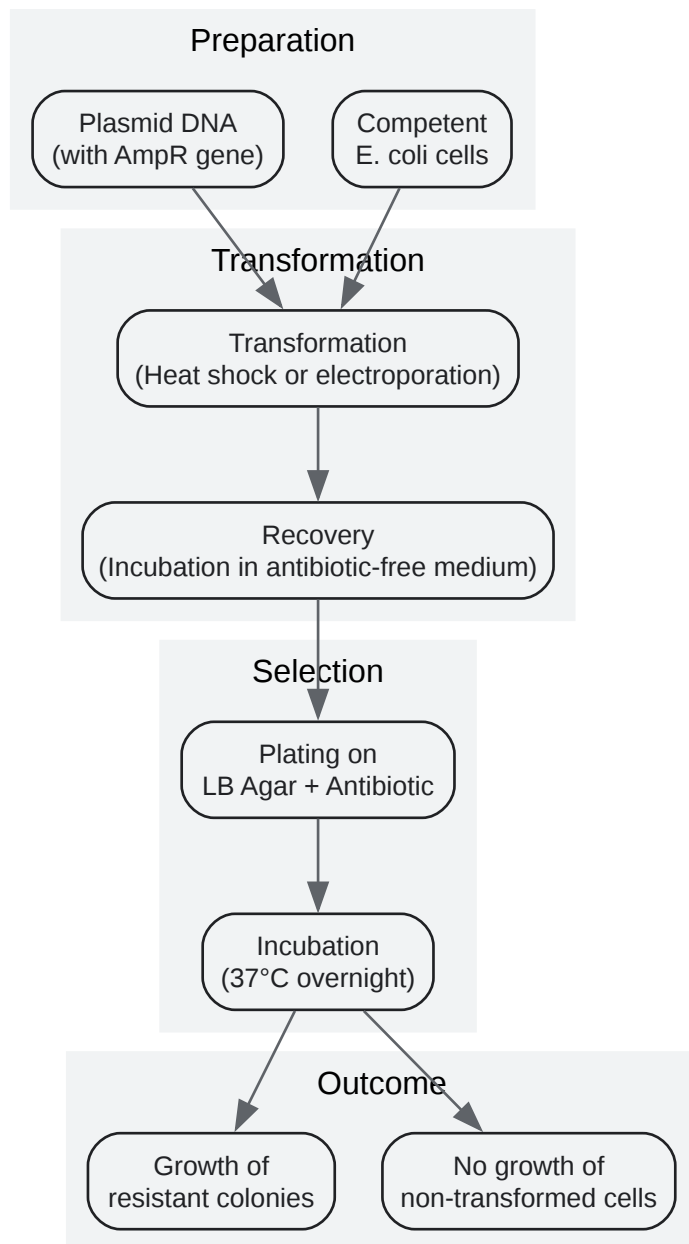 Preparation
Plasmid DNA
(with AmpR gene)
Competent
E. coli cells
Transformation
Transformation
(Heat shock or electroporation)
Recovery
(Incubation in antibiotic-free medium)
Selection
Plating on
LB Agar + Antibiotic
Incubation
(37°C overnight)
Outcome
Growth of
resistant colonies
No growth of
non-transformed cells